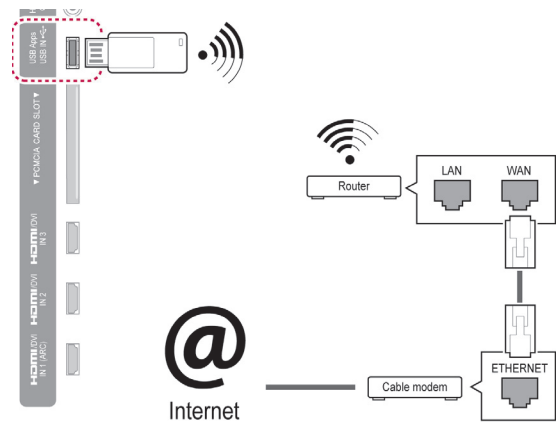 USB Apps
USB IN
▼ PCMCIA CARD SLOT ▼
HDMI/DVI
IN 3
HDMI/DVI
IN 2
HDMI/DVI
IN 1 (ARC)
Router
LAN
WAN
ETHERNET
Cable modem
@
Internet